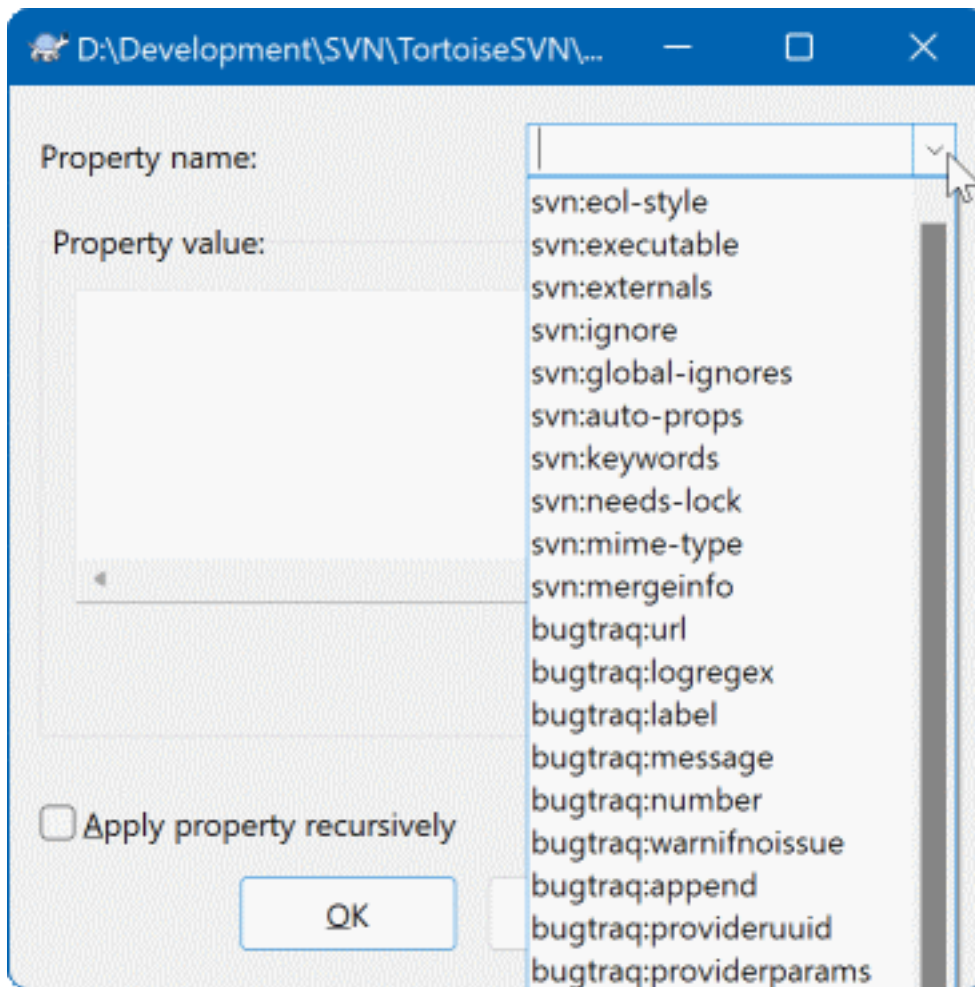 D:\Development\SVN\TortoiseSVN\...
Property name:
Property value:
svn:eol-style
svn:executable
svn:externals
svn:ignore
svn:global-ignores
svn:auto-props
svn:keywords
svn:needs-lock
svn:mime-type
svn:mergeinfo
bugtraq:url
bugtraq:logregex
bugtraq:label
bugtraq:message
bugtraq:number
bugtraq:warnifnoissue
bugtraq:append
bugtraq:provideruuid
bugtraq:providerparams
Apply property recursively
OK